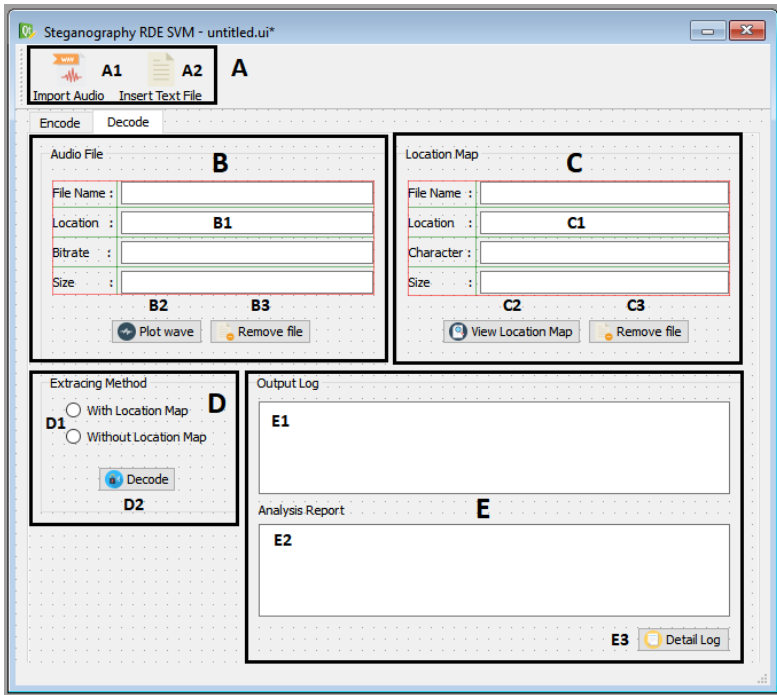 Steganography RDE SVM - untitled.ui*
WAV
A1 A2 A
Import Audio Insert Text File
Encode Decode
Audio File B
File Name :
Location : B1
Bitrate :
Size :
B2 B3
Plot wave Remove file
Location Map C
File Name :
Location : C1
Character :
Size :
C2 C3
View Location Map Remove file
Extracing Method D
With Location Map
D1
Without Location Map
Decode
D2
Output Log
E1
Analysis Report E
E2
E3 Detail Log